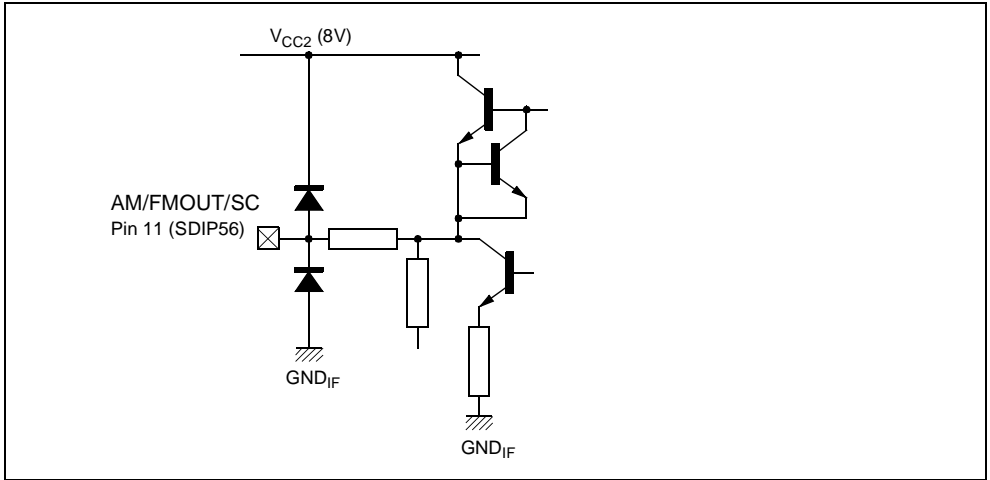 VCC2 (8V)
AM/FMOUT/SC
Pin 11 (SDIP56)
GNDIF
GNDIF